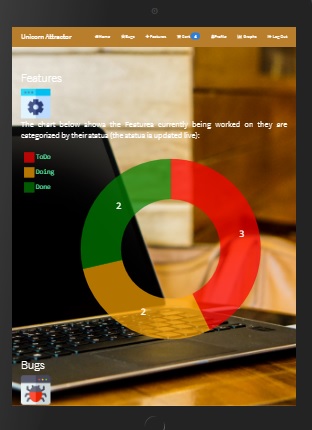 Unicorn Attractor Home Bugs Features Cart 4 Profile Graphs Log Out
Features
The chart below shows the Features currently being worked on they are
categorized by their status (the status is updated live):
ToDo
Doing
Done
2
3
2
Bugs